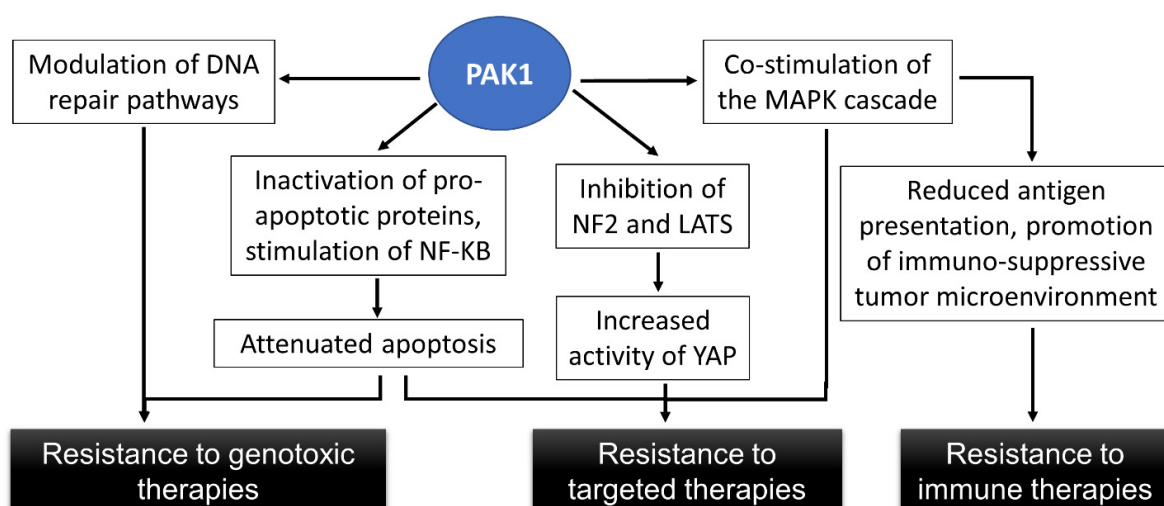 Modulation of DNA
repair pathways
PAK1
Co-stimulation of
the MAPK cascade
Inactivation of pro-
apoptotic proteins,
stimulation of NF-KB
Inhibition of
NF2 and LATS
Reduced antigen
presentation, promotion
of immuno-suppressive
tumor microenvironment
Attenuated apoptosis
Increased
activity of YAP
Resistance to genotoxic
therapies
Resistance to
targeted therapies
Resistance to
immune therapies